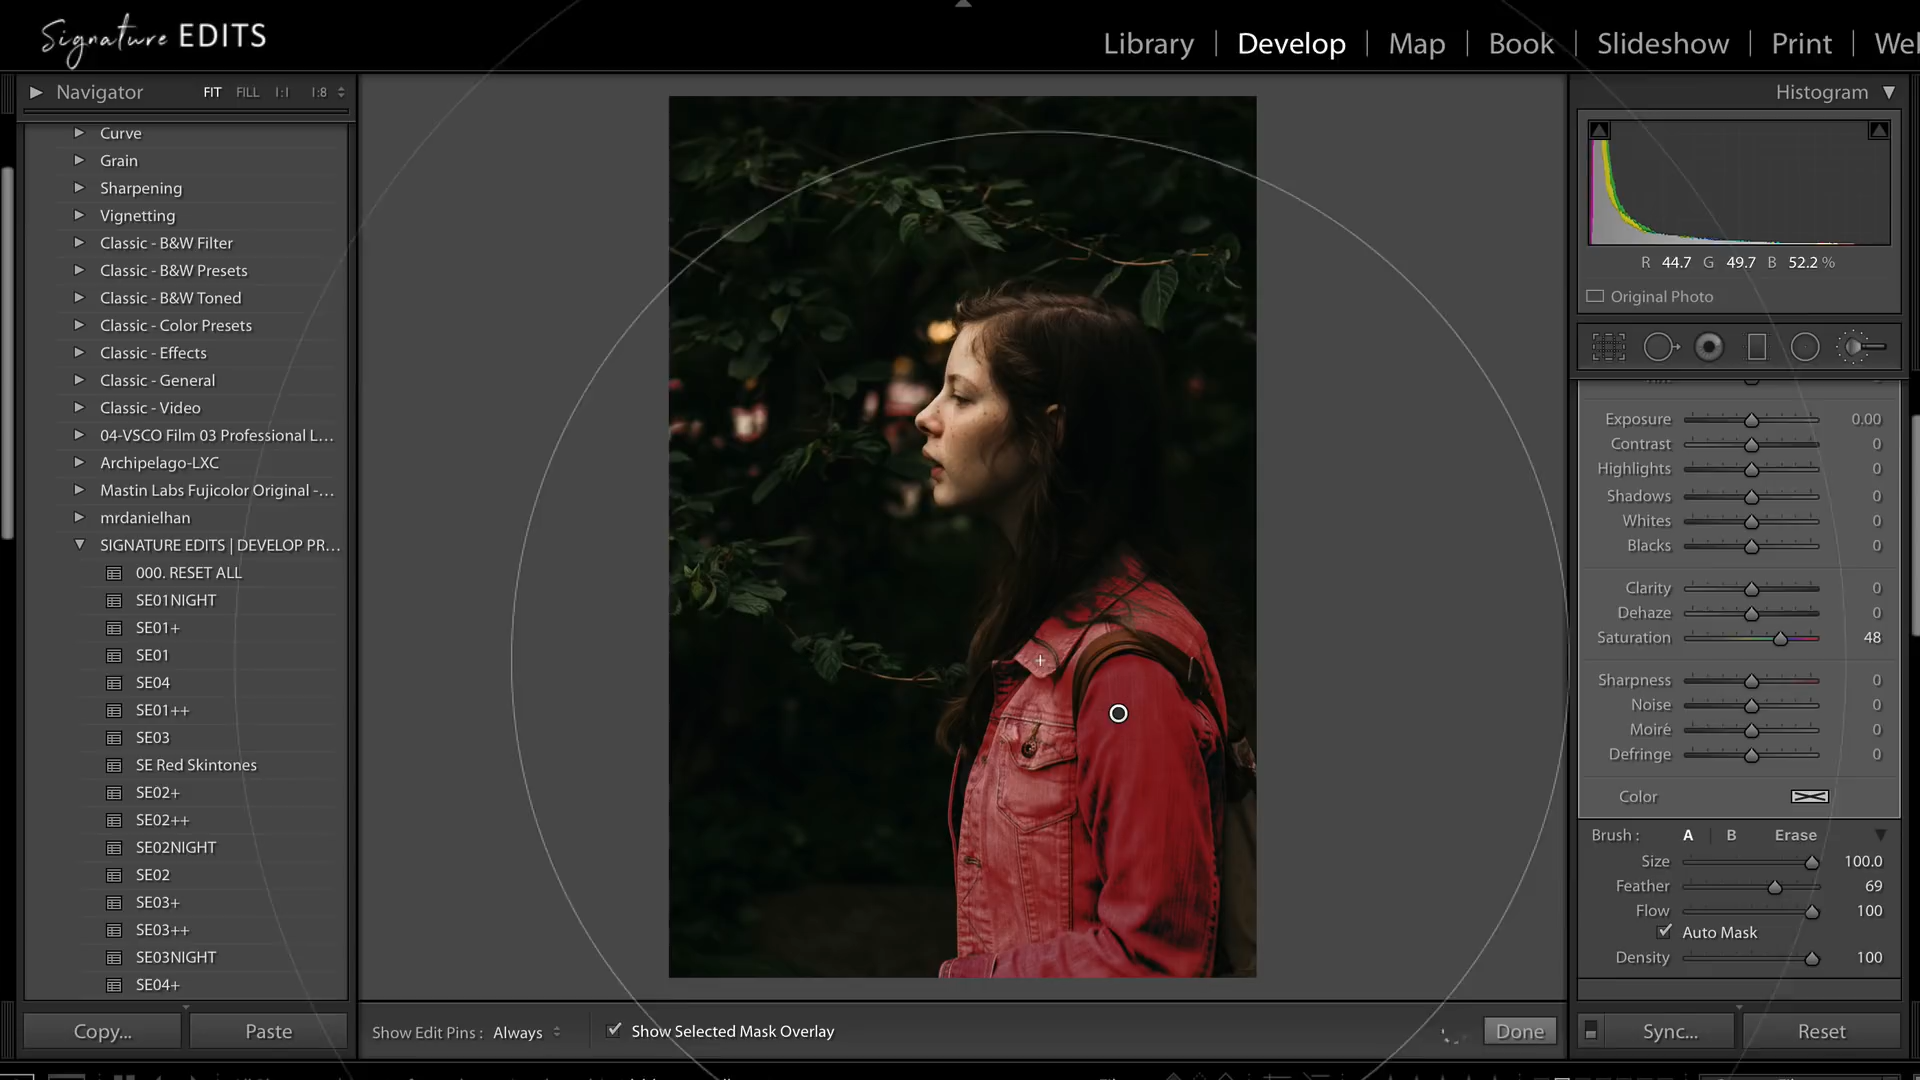 Signature EDITS
Library | Develop | Map | Book | Slideshow | Print |
Navigator FIT FILL 1:1 1:8
Curve
Grain
Sharpening
Vignetting
Classic - B&W Filter
Classic - B&W Presets
Classic - B&W Toned
Classic - Color Presets
Classic - Effects
Classic - General
Classic - Video
04-VSCO Film 03 Professional L...
Archipelago-LXC
Mastin Labs Fujicolor Original -...
mrdanielhan
SIGNATURE EDITS | DEVELOP PR...
000. RESET ALL
SE01NIGHT
SE01+
SE01
SE04
SE01++
SE03
SE Red Skintones
SE02+
SE02++
SE02NIGHT
SE02
SE03+
SE03++
SE03NIGHT
SE04+
Copy... Paste
Show Edit Pins : Always Show Selected Mask Overlay Done
Histogram
R 44.7 G 49.7 B 52.2 %
Original Photo
Exposure 0.00
Contrast 0
Highlights 0
Shadows 0
Whites 0
Blacks 0
Clarity 0
Dehaze 0
Saturation 48
Sharpness 0
Noise 0
Moiré 0
Defringe 0
Color
Brush : A | B Erase
Size 100.0
Feather 69
Flow 100
Auto Mask
Density 100
Sync... Reset